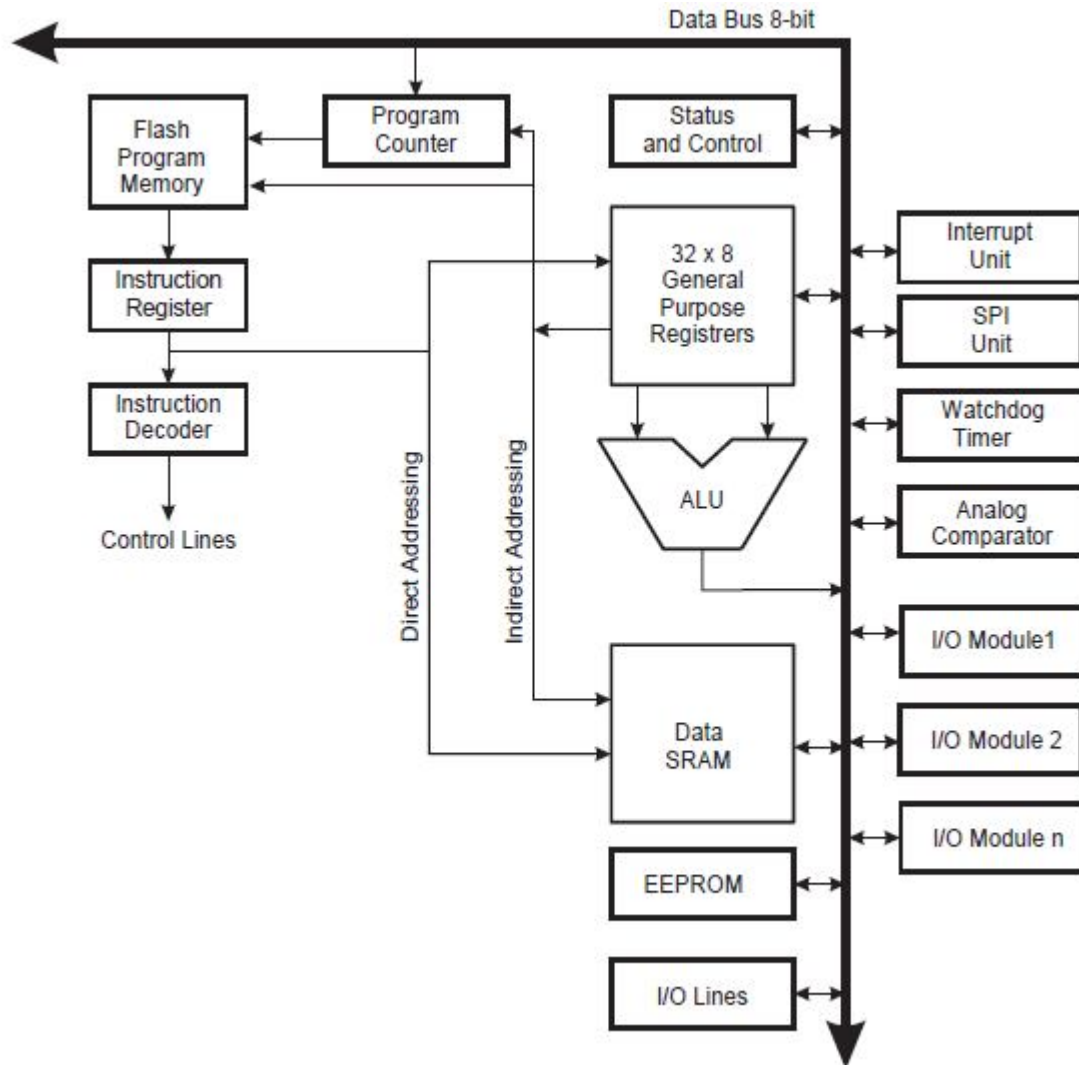 Data Bus 8-bit
Flash
Program
Memory
Program
Counter
Status
and Control
Instruction
Register
32 x 8
General
Purpose
Registrers
Interrupt
Unit
SPI
Unit
Instruction
Decoder
Watchdog
Timer
Control Lines
Direct Addressing
Indirect Addressing
ALU
Analog
Comparator
I/O Module1
Data
SRAM
I/O Module 2
I/O Module n
EEPROM
I/O Lines